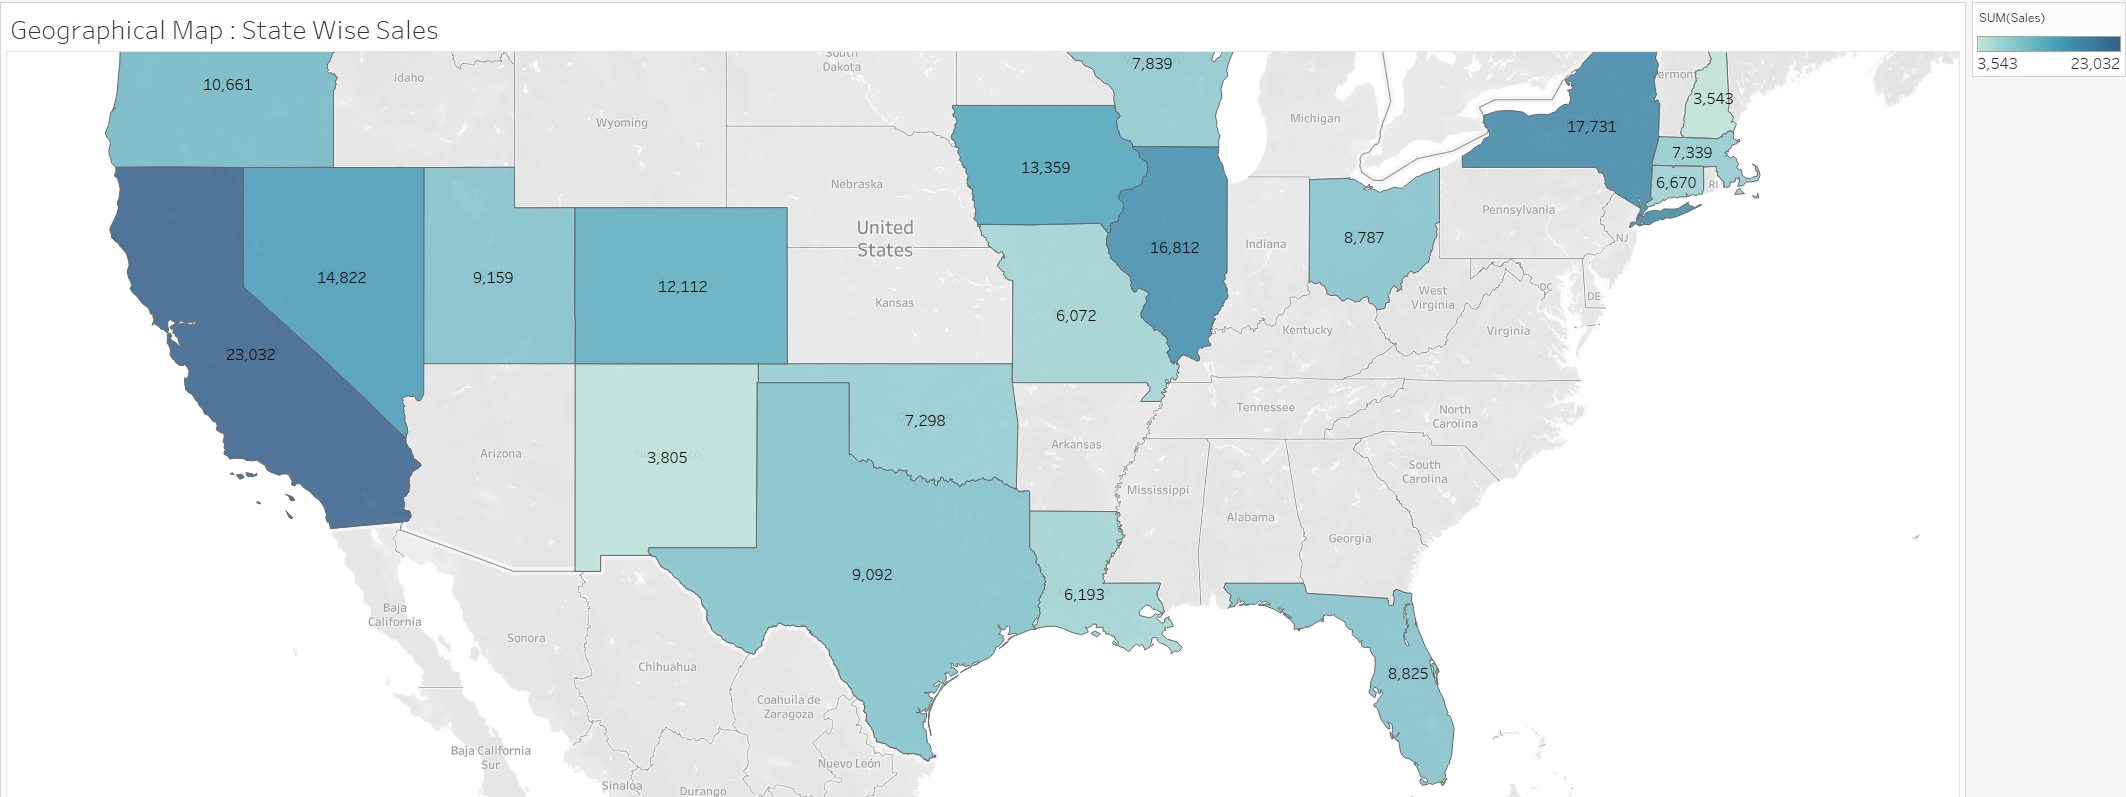 Geographical Map : State Wise Sales
SUM(Sales)
3,543 23,032
South
Dakota
7,839
Idaho
10,661
ermont
3,543
Wyoming
Michigan
17,731
7,339
13,359
Nebraska
6,670
RI
Pennsylvania
United
States
NJ
8,787
Indiana
16,812
14,822
9,159
12,112
West
Virginia
DC
DE
Kansas
6,072
Kentucky
Virginia
23,032
Tennessee
North
Carolina
7,298
Arkansas
Arizona
3,805
South
Carolina
Mississippi
Alabama
Georgia
9,092
6,193
Baja
California
Sonora
Chihuahua
8,825
Coahuila de
Zaragoza
Baja California
Sur
Nuevo León
Sinaloa
Durango